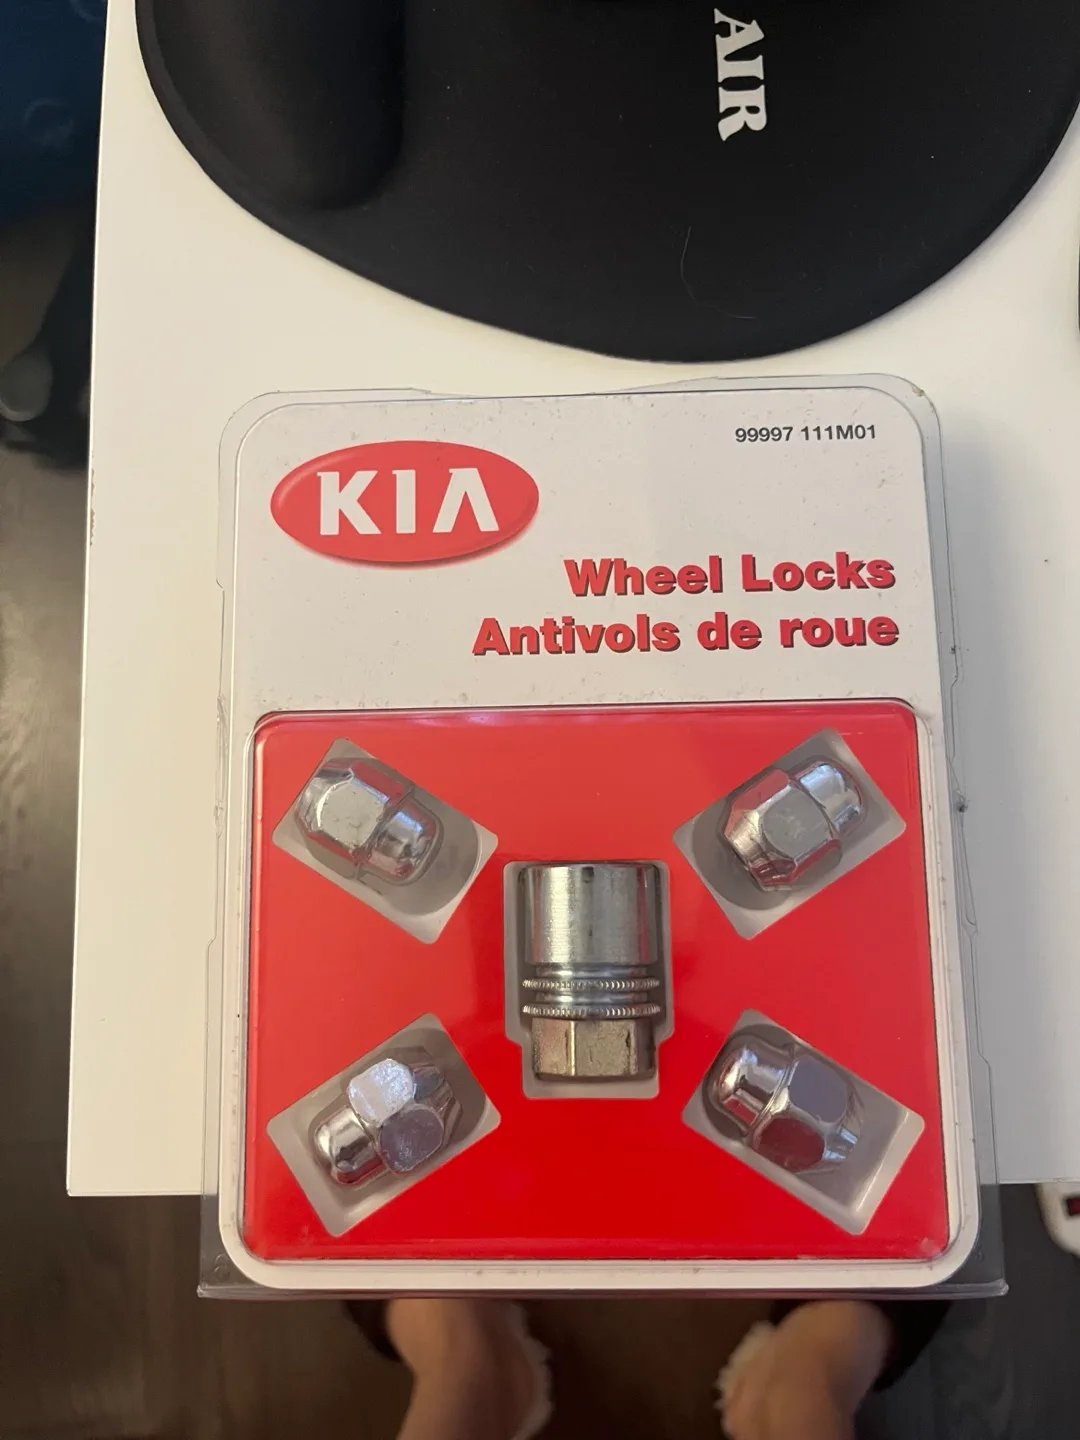 AIR
99997 111M01
KIA
Wheel Locks
Antivols de roue